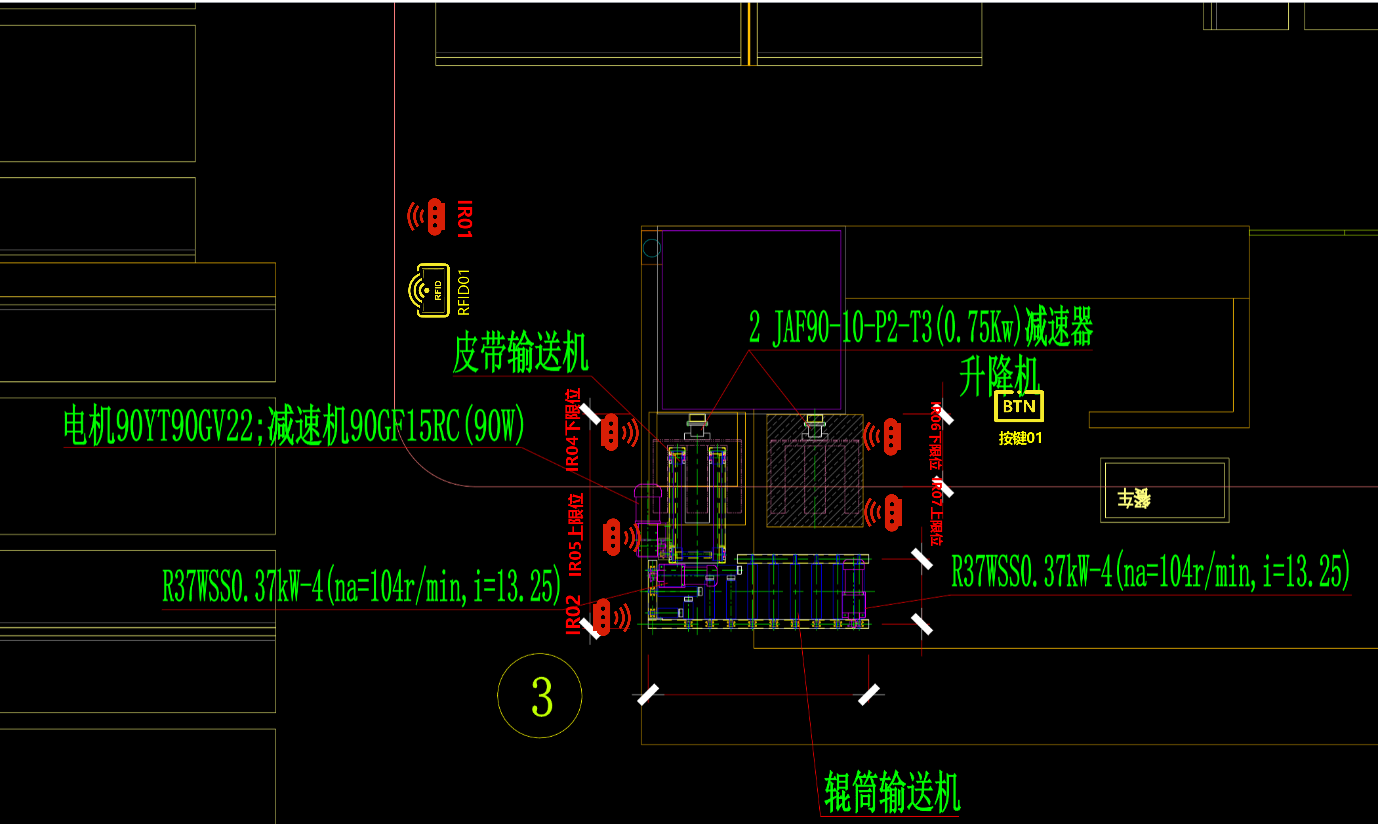 IR01
RFID
RFID01
2 JAF90-10-P2-T3(0.75Kw)减速器
皮带输送机
升降机
BTN
按键01
电机90YT90GV22;减速机90GF15RC(90W)
IR04下限位
IR06下限位
IR05上限位
IR07上限位
餐车
R37WSS0.37kW-4(na=104r/min,i=13.25)
R37WSS0.37kW-4(na=104r/min,i=13.25)
IR02
3
辊筒输送机